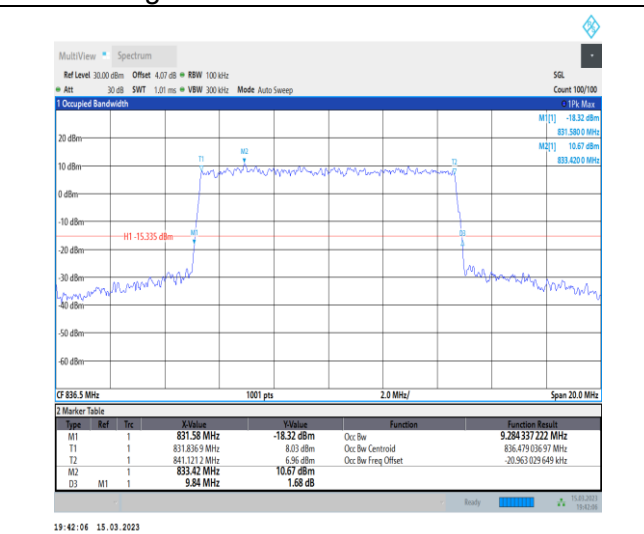 MultiView Spectrum
Ref Level 30.00 dBm Offset 4.07 dB RBW 100 kHz SGL
Att 30 dB SWT 1.01 ms VBW 300 kHz Mode Auto Sweep Count 100/100
1 Occupied Bandwidth 1Pk Max
M1[1] -18.32 dBm
831.580 0 MHz
M2[1] 10.67 dBm
833.420 0 MHz
20 dBm
M2
T1 T2
10 dBm
0 dBm
-10 dBm
M1 D3
H1 -15.335 dBm
-20 dBm
-30 dBm
-40 dBm
-50 dBm
-60 dBm
CF 836.5 MHz 1001 pts 2.0 MHz/ Span 20.0 MHz
2 Marker Table
Type Ref Trc X-Value Y-Value Function Function Result
M1 1 831.58 MHz -18.32 dBm Occ Bw 9.284 337 222 MHz
T1 1 831.836 9 MHz 8.03 dBm Occ Bw Centroid 836.479 036 97 MHz
T2 1 841.121 2 MHz 6.96 dBm Occ Bw Freq Offset -20.963 029 649 kHz
M2 1 833.42 MHz 10.67 dBm
D3 M1 1 9.84 MHz 1.68 dB
Ready 15.03.2023
19:42:06
19:42:06 15.03.2023